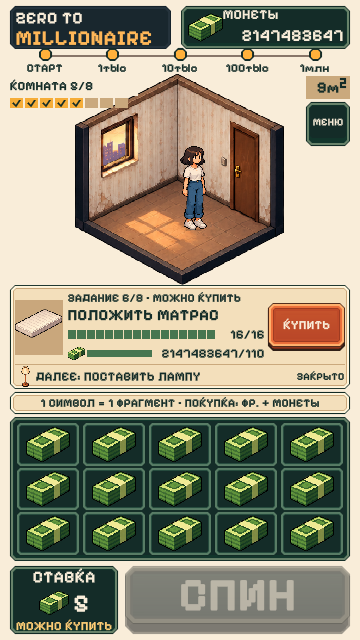 ZERO TO
MILLIONAIRE
МОНЕТЫ
2147483647
СТАРТ
1тыс
10тыс
100тыс
1млн
КОМНАТА 5/8
9м²
МЕНЮ
ЗАДАНИЕ 6/8 · МОЖНО КУПИТЬ
ПОЛОЖИТЬ МАТРАС
16/16
2147483647/110
КУПИТЬ
ДАЛЕЕ: ПОСТАВИТЬ ЛАМПУ
ЗАКРЫТО
1 СИМВОЛ = 1 ФРАГМЕНТ · ПОКУПКА: ФР. + МОНЕТЫ
СТАВКА
5
МОЖНО КУПИТЬ
СПИН